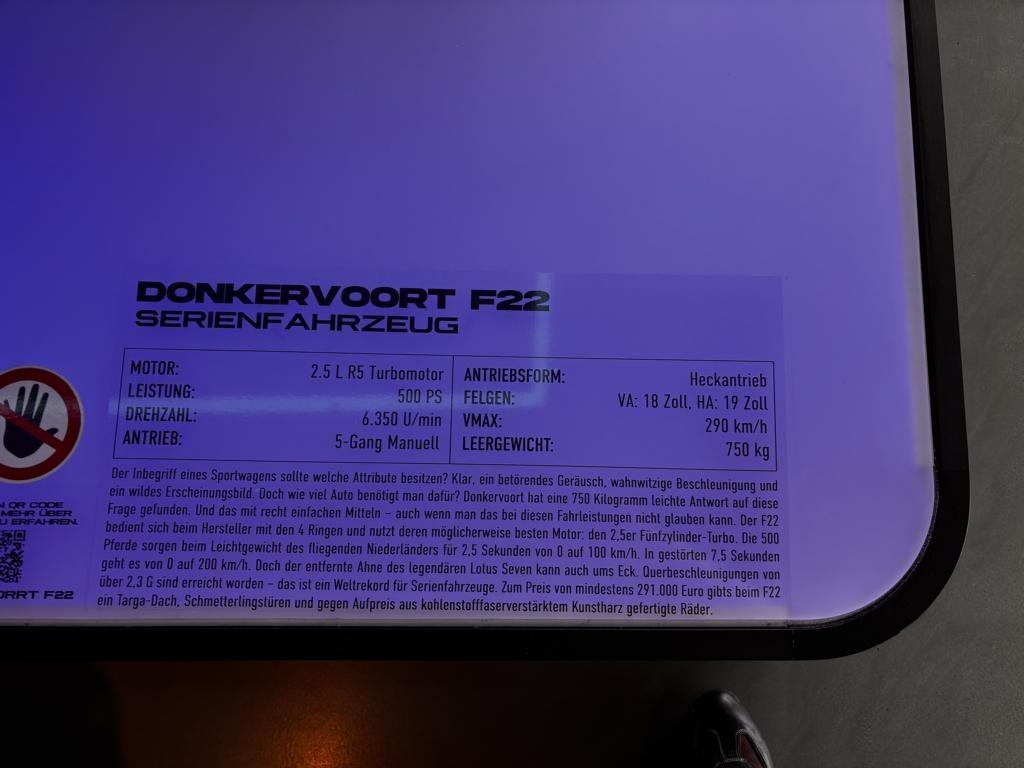 DONKERVOORT F22
SERIENFAHRZEUG
MOTOR: 2.5 L R5 Turbomotor
LEISTUNG: 500 PS
DREHZAHL: 6.350 U/min
ANTRIEB: 5-Gang Manuell
ANTRIEBSFORM: Heckantrieb
FELGEN: VA: 18 Zoll, HA: 19 Zoll
VMAX: 290 km/h
LEERGEWICHT: 750 kg
Der Inbegriff eines Sportwagens sollte welche Attribute besitzen? Klar, ein betörendes Geräusch, wahnwitzige Beschleunigung und
ein wildes Erscheinungsbild. Doch wie viel Auto benötigt man dafür? Donkervoort hat eine 750 Kilogramm leichte Antwort auf diese
Frage gefunden. Und das mit recht einfachen Mitteln – auch wenn man das bei diesen Fahrleistungen nicht glauben kann. Der F22
bedient sich beim Hersteller mit den 4 Ringen und nutzt deren möglicherweise besten Motor: den 2,5er Fünfzylinder-Turbo. Die 500
Pferde sorgen beim Leichtgewicht des fliegenden Niederländers für 2,5 Sekunden von 0 auf 100 km/h. In gestörten 7,5 Sekunden
geht es von 0 auf 200 km/h. Doch der entfernte Ahne des legendären Lotus Seven kann auch ums Eck. Querbeschleunigungen von
über 2,3 G sind erreicht worden – das ist ein Weltrekord für Serienfahrzeuge. Zum Preis von mindestens 291.000 Euro gibts beim F22
ein Targa-Dach, Schmetterlingstüren und gegen Aufpreis aus kohlenstofffaserverstärktem Kunstharz gefertigte Räder.
QR CODE
MEHR ÜBER
ERFAHREN.
F22